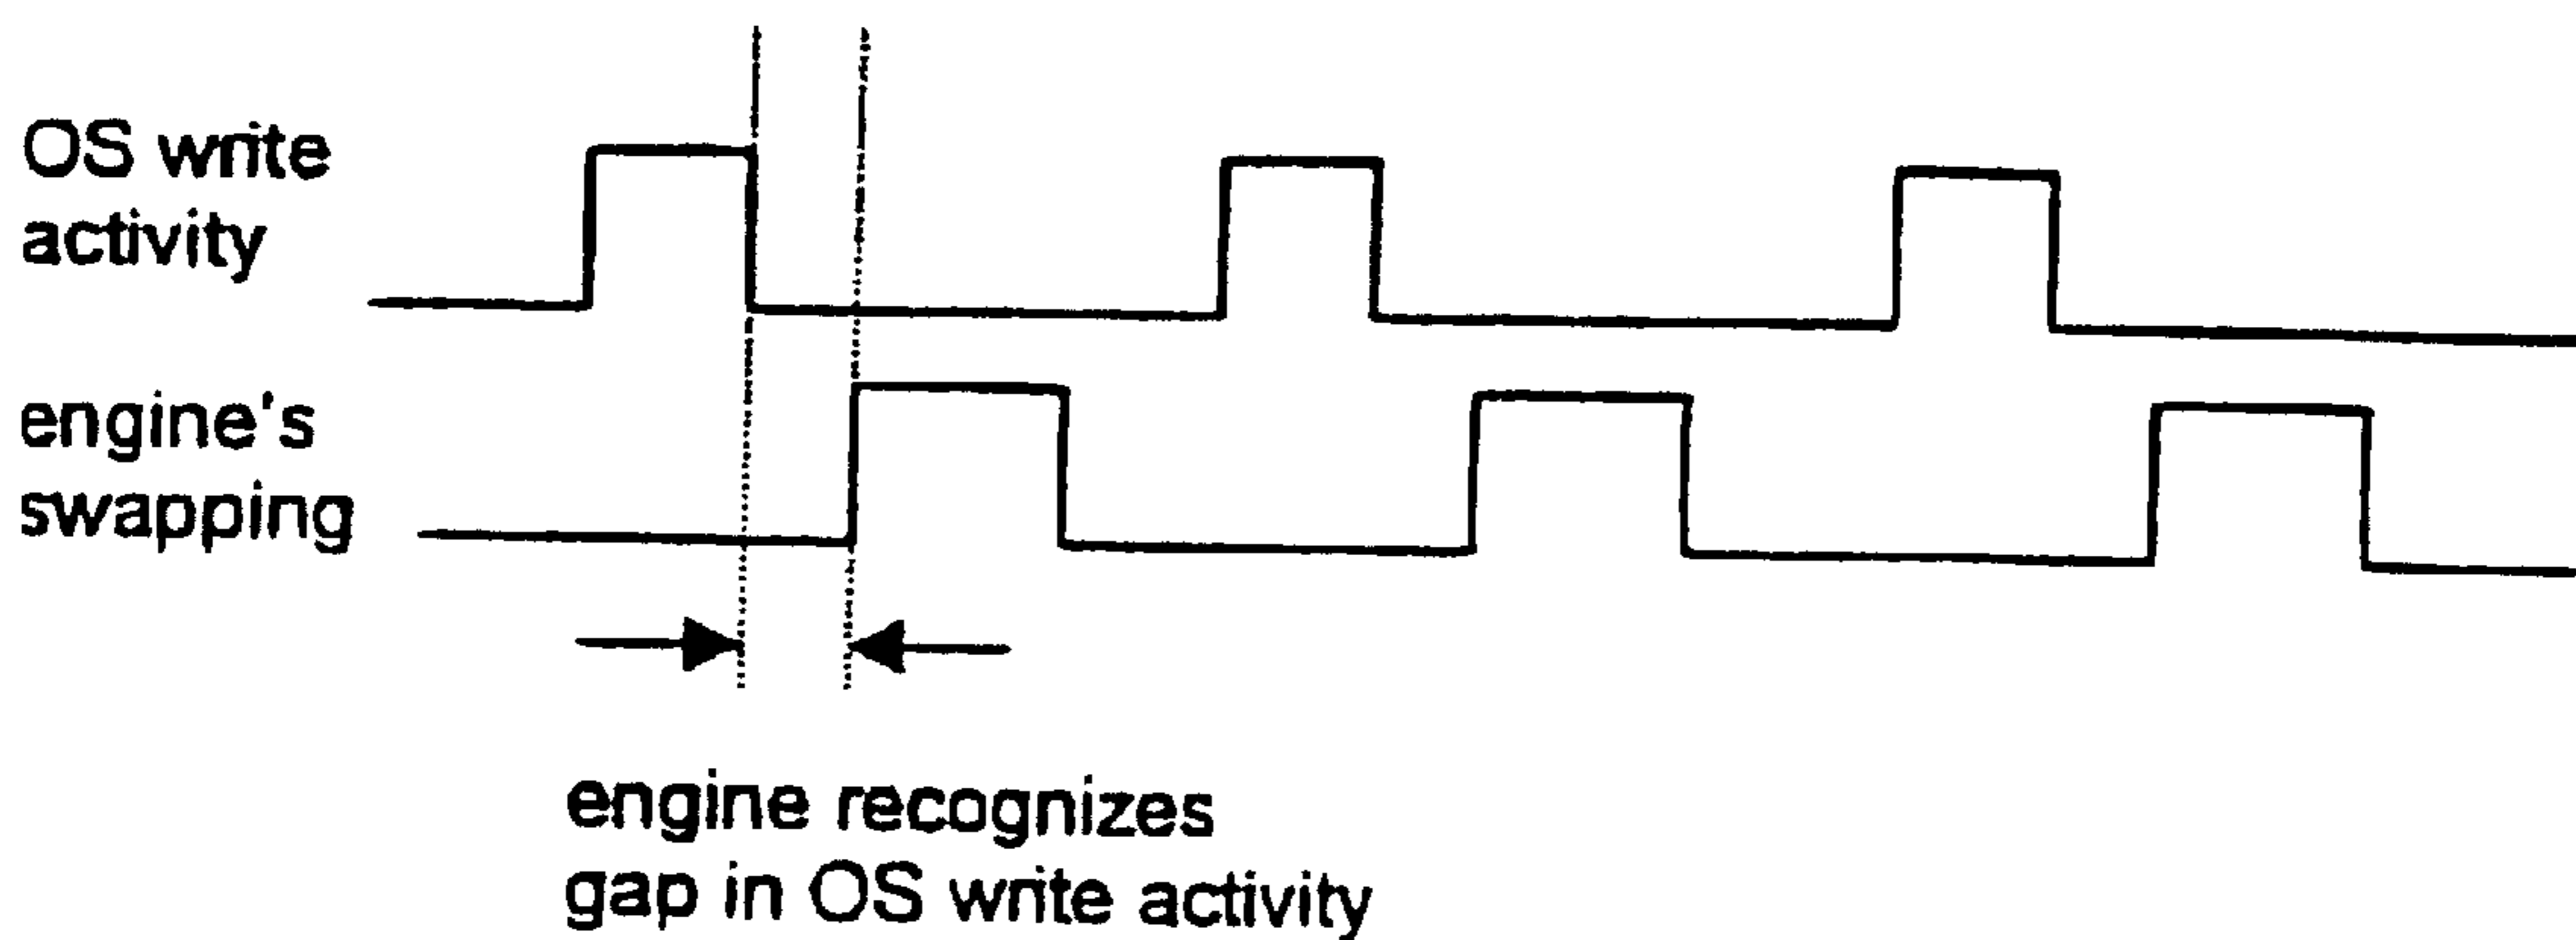 OS write
activity
engine's
swapping
engine recognizes
gap in OS write activity